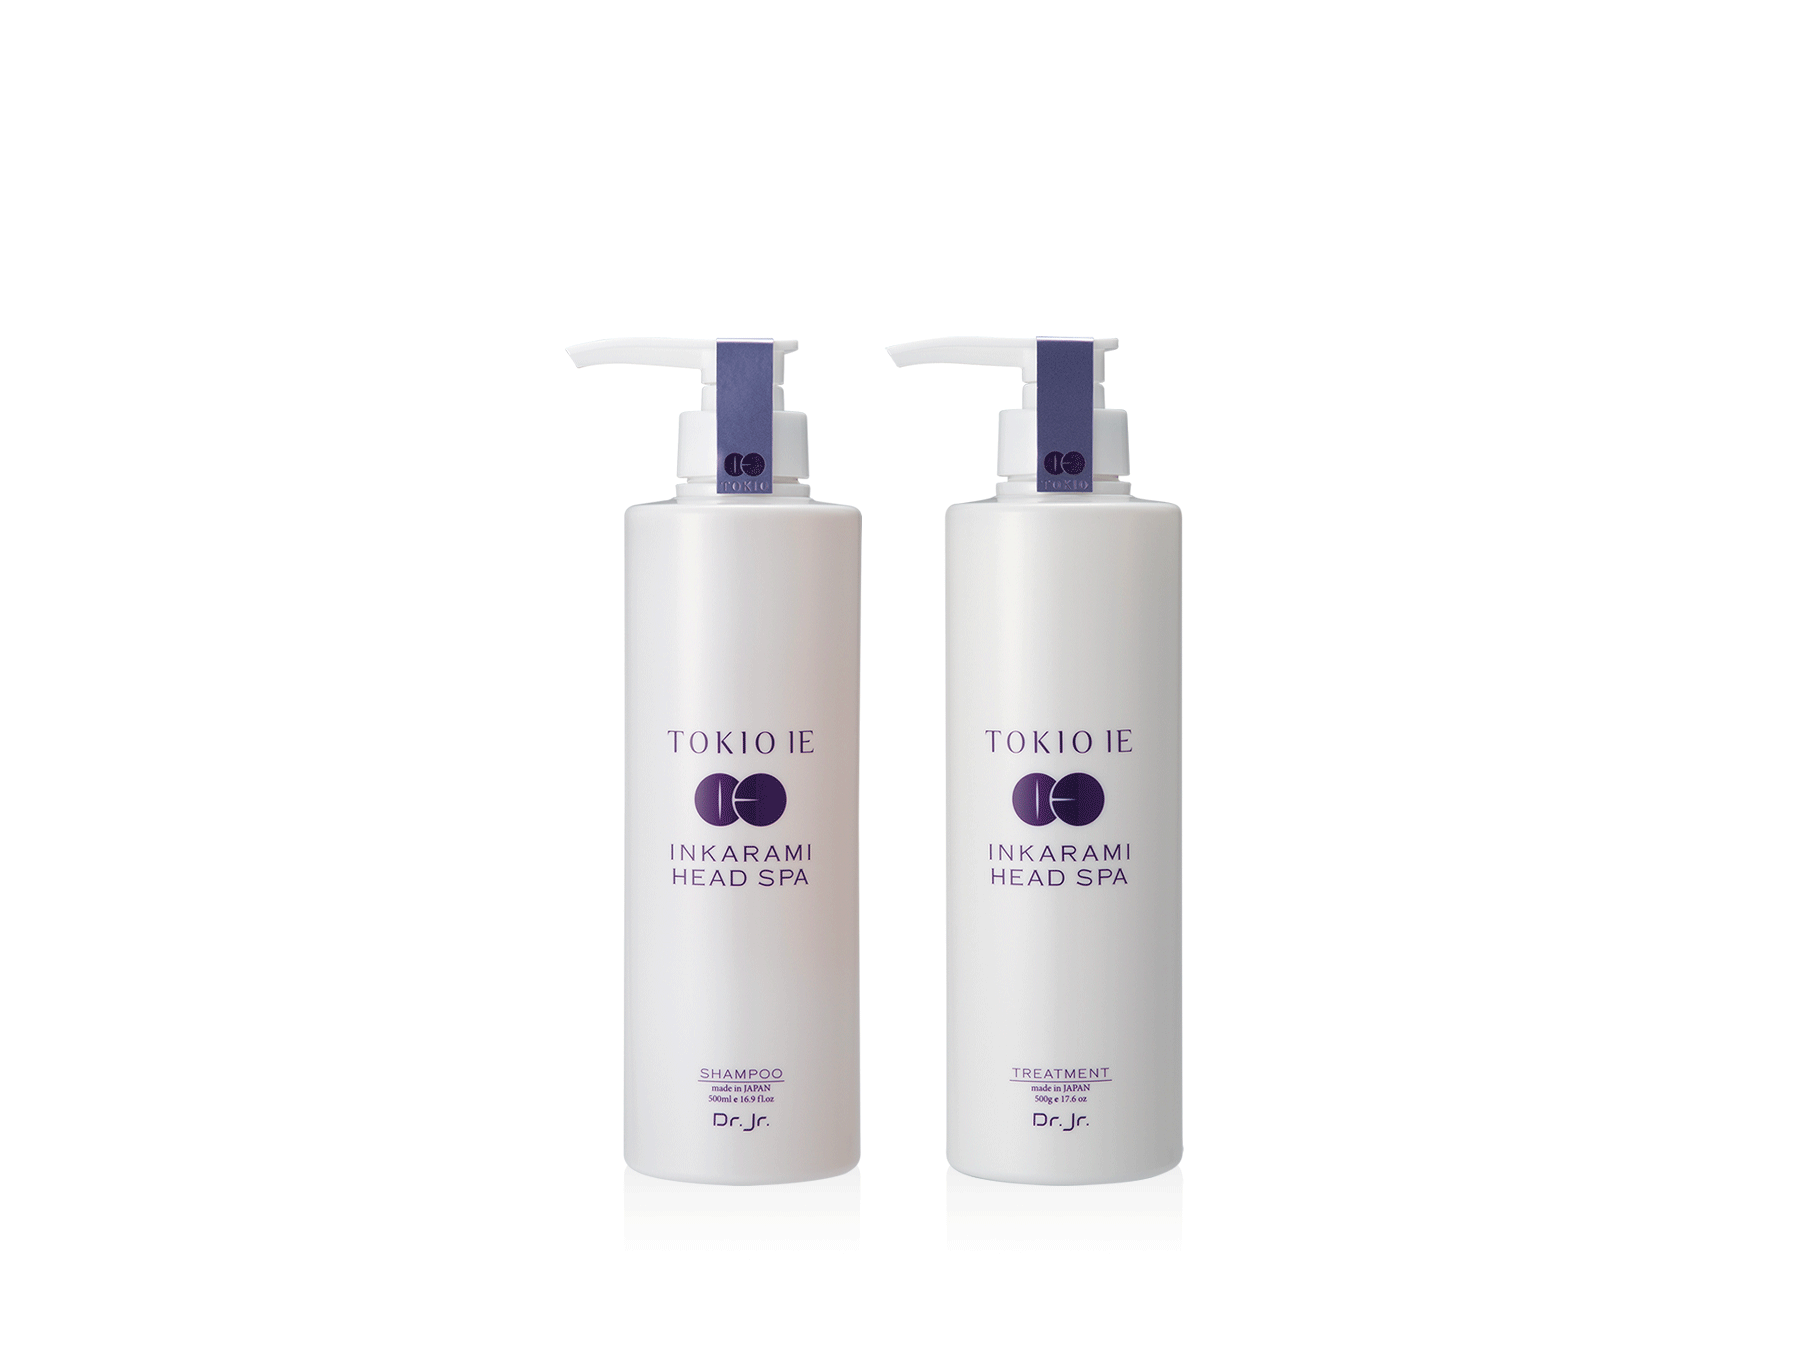 TOKIO
TOKIO IE
INKARAMI
HEAD SPA
SHAMPOO
made in JAPAN
500ml e 16.9 fl.oz
Dr.Jr.
TOKIO
TOKIO IE
INKARAMI
HEAD SPA
TREATMENT
made in JAPAN
500g e 17.6 oz
Dr.Jr.